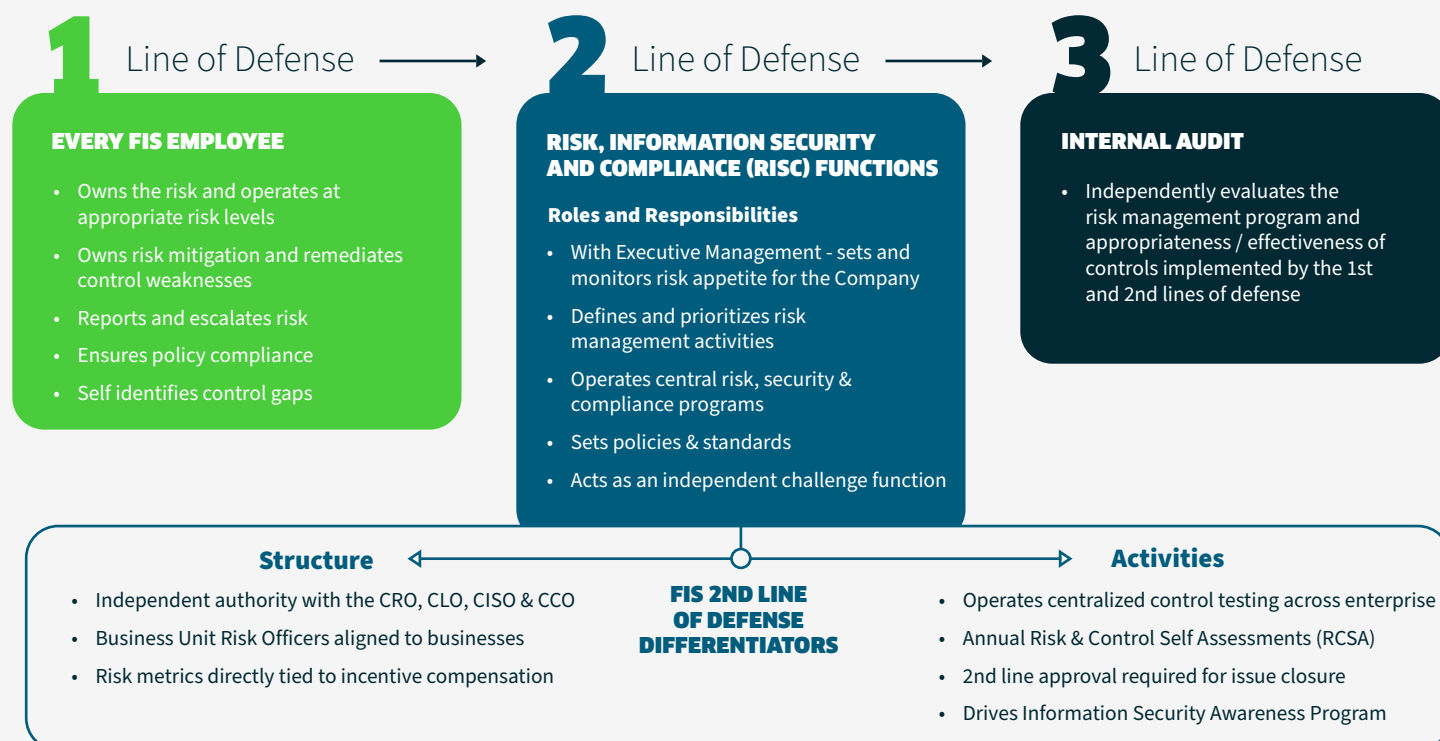 1 Line of Defense
EVERY FIS EMPLOYEE
• Owns the risk and operates at
appropriate risk levels
• Owns risk mitigation and remediates
control weaknesses
• Reports and escalates risk
• Ensures policy compliance
• Self identifies control gaps
2 Line of Defense
RISK, INFORMATION SECURITY
AND COMPLIANCE (RISC) FUNCTIONS
Roles and Responsibilities
• With Executive Management - sets and
monitors risk appetite for the Company
• Defines and prioritizes risk
management activities
• Operates central risk, security &
compliance programs
• Sets policies & standards
• Acts as an independent challenge function
3 Line of Defense
INTERNAL AUDIT
• Independently evaluates the
risk management program and
appropriateness / effectiveness of
controls implemented by the 1st
and 2nd lines of defense
Structure
• Independent authority with the CRO, CLO, CISO & CCO
• Business Unit Risk Officers aligned to businesses
• Risk metrics directly tied to incentive compensation
FIS 2ND LINE
OF DEFENSE
DIFFERENTIATORS
Activities
• Operates centralized control testing across enterprise
• Annual Risk & Control Self Assessments (RCSA)
• 2nd line approval required for issue closure
• Drives Information Security Awareness Program